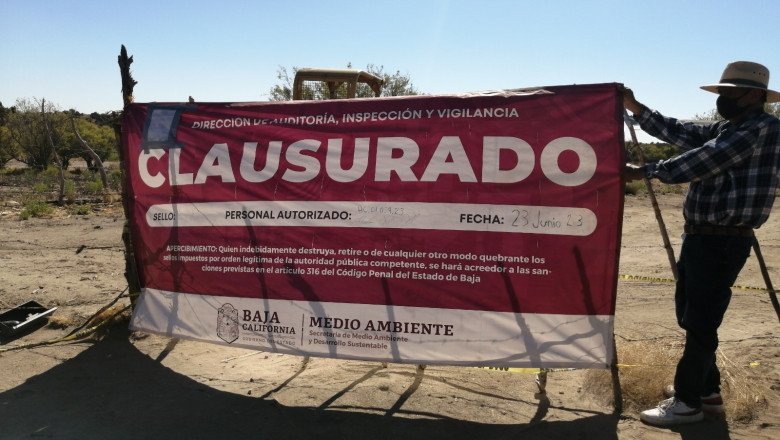 DIRECCIÓN DE AUDITORÍA, INSPECCIÓN Y VIGILANCIA
CLAUSURADO
SELLO: PERSONAL AUTORIZADO: FECHA: 23 Junio 23
APERCIBIMIENTO: Quien indebidamente destruya, retire o de cualquier otro modo quebrante los
sellos impuestos por orden legítima de la autoridad pública competente, se hará acreedor a las san-
ciones previstas en el artículo 316 del Código Penal del Estado de Baja
BAJA
CALIFORNIA
GOBIERNO DEL ESTADO
MEDIO AMBIENTE
Secretaría de Medio Ambiente
y Desarrollo Sustentable